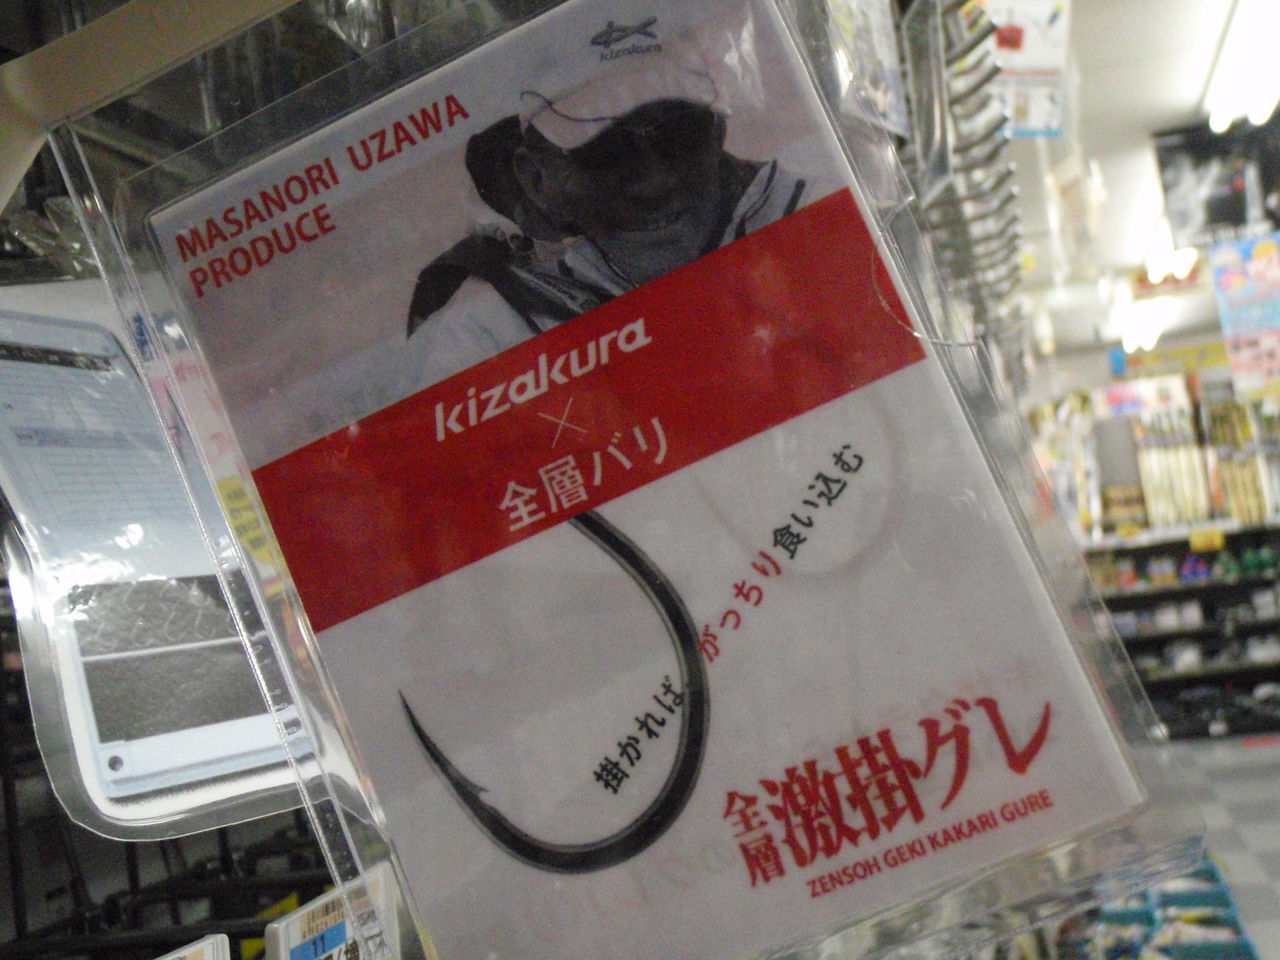 kizakura
MASANORI UZAWA
PRODUCE
kizakura
×
全層バリ
掛かれば
がっちり食い込む
全層
激掛グレ
ZENSOH GEKI KAKARI GURE
11